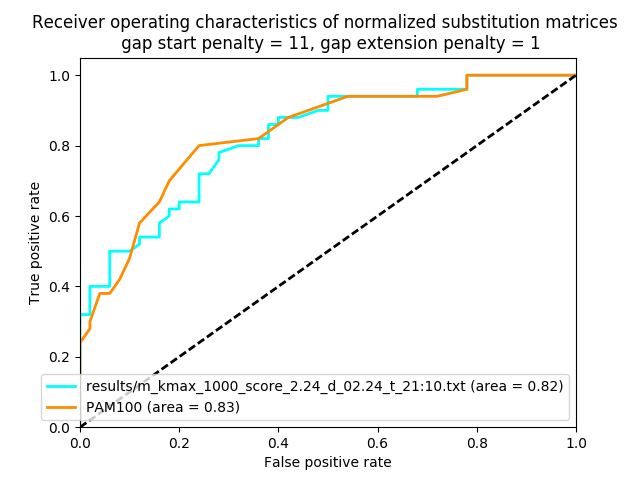 Receiver operating characteristics of normalized substitution matrices
gap start penalty = 11, gap extension penalty = 1
1.0
0.8
0.6
0.4
0.2
0.0
True positive rate
results/m_kmax_1000_score_2.24_d_02.24_t_21:10.txt (area = 0.82)
PAM100 (area = 0.83)
0.0 0.2 0.4 0.6 0.8 1.0
False positive rate